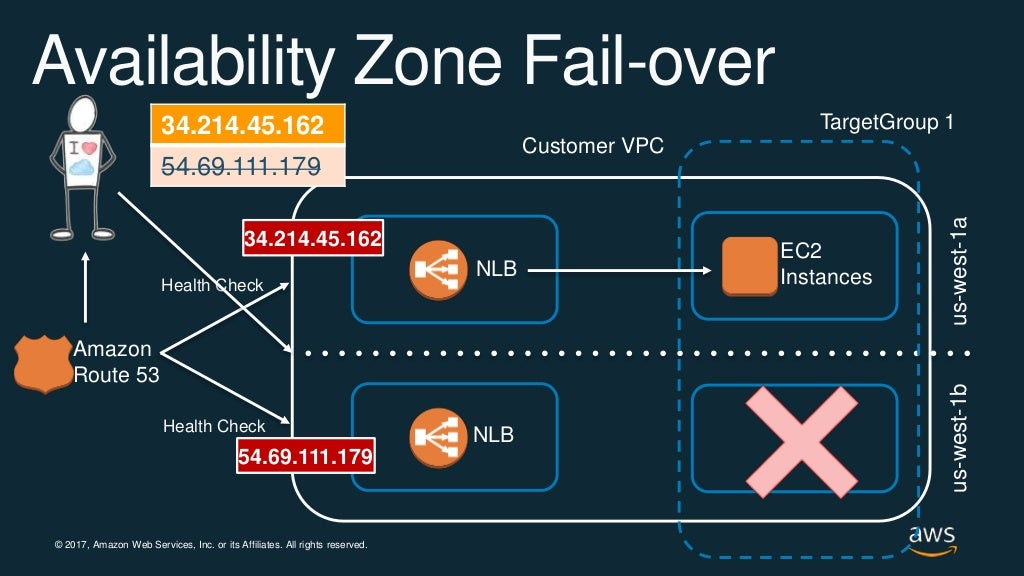 Availability Zone Fail-over
34.214.45.162
54.69.111.179
I
TargetGroup 1
Customer VPC
34.214.45.162
NLB
EC2
Instances
us-west-1a
Health Check
Amazon
Route 53
Health Check
54.69.111.179
NLB
us-west-1b
© 2017, Amazon Web Services, Inc. or its Affiliates. All rights reserved.
aws